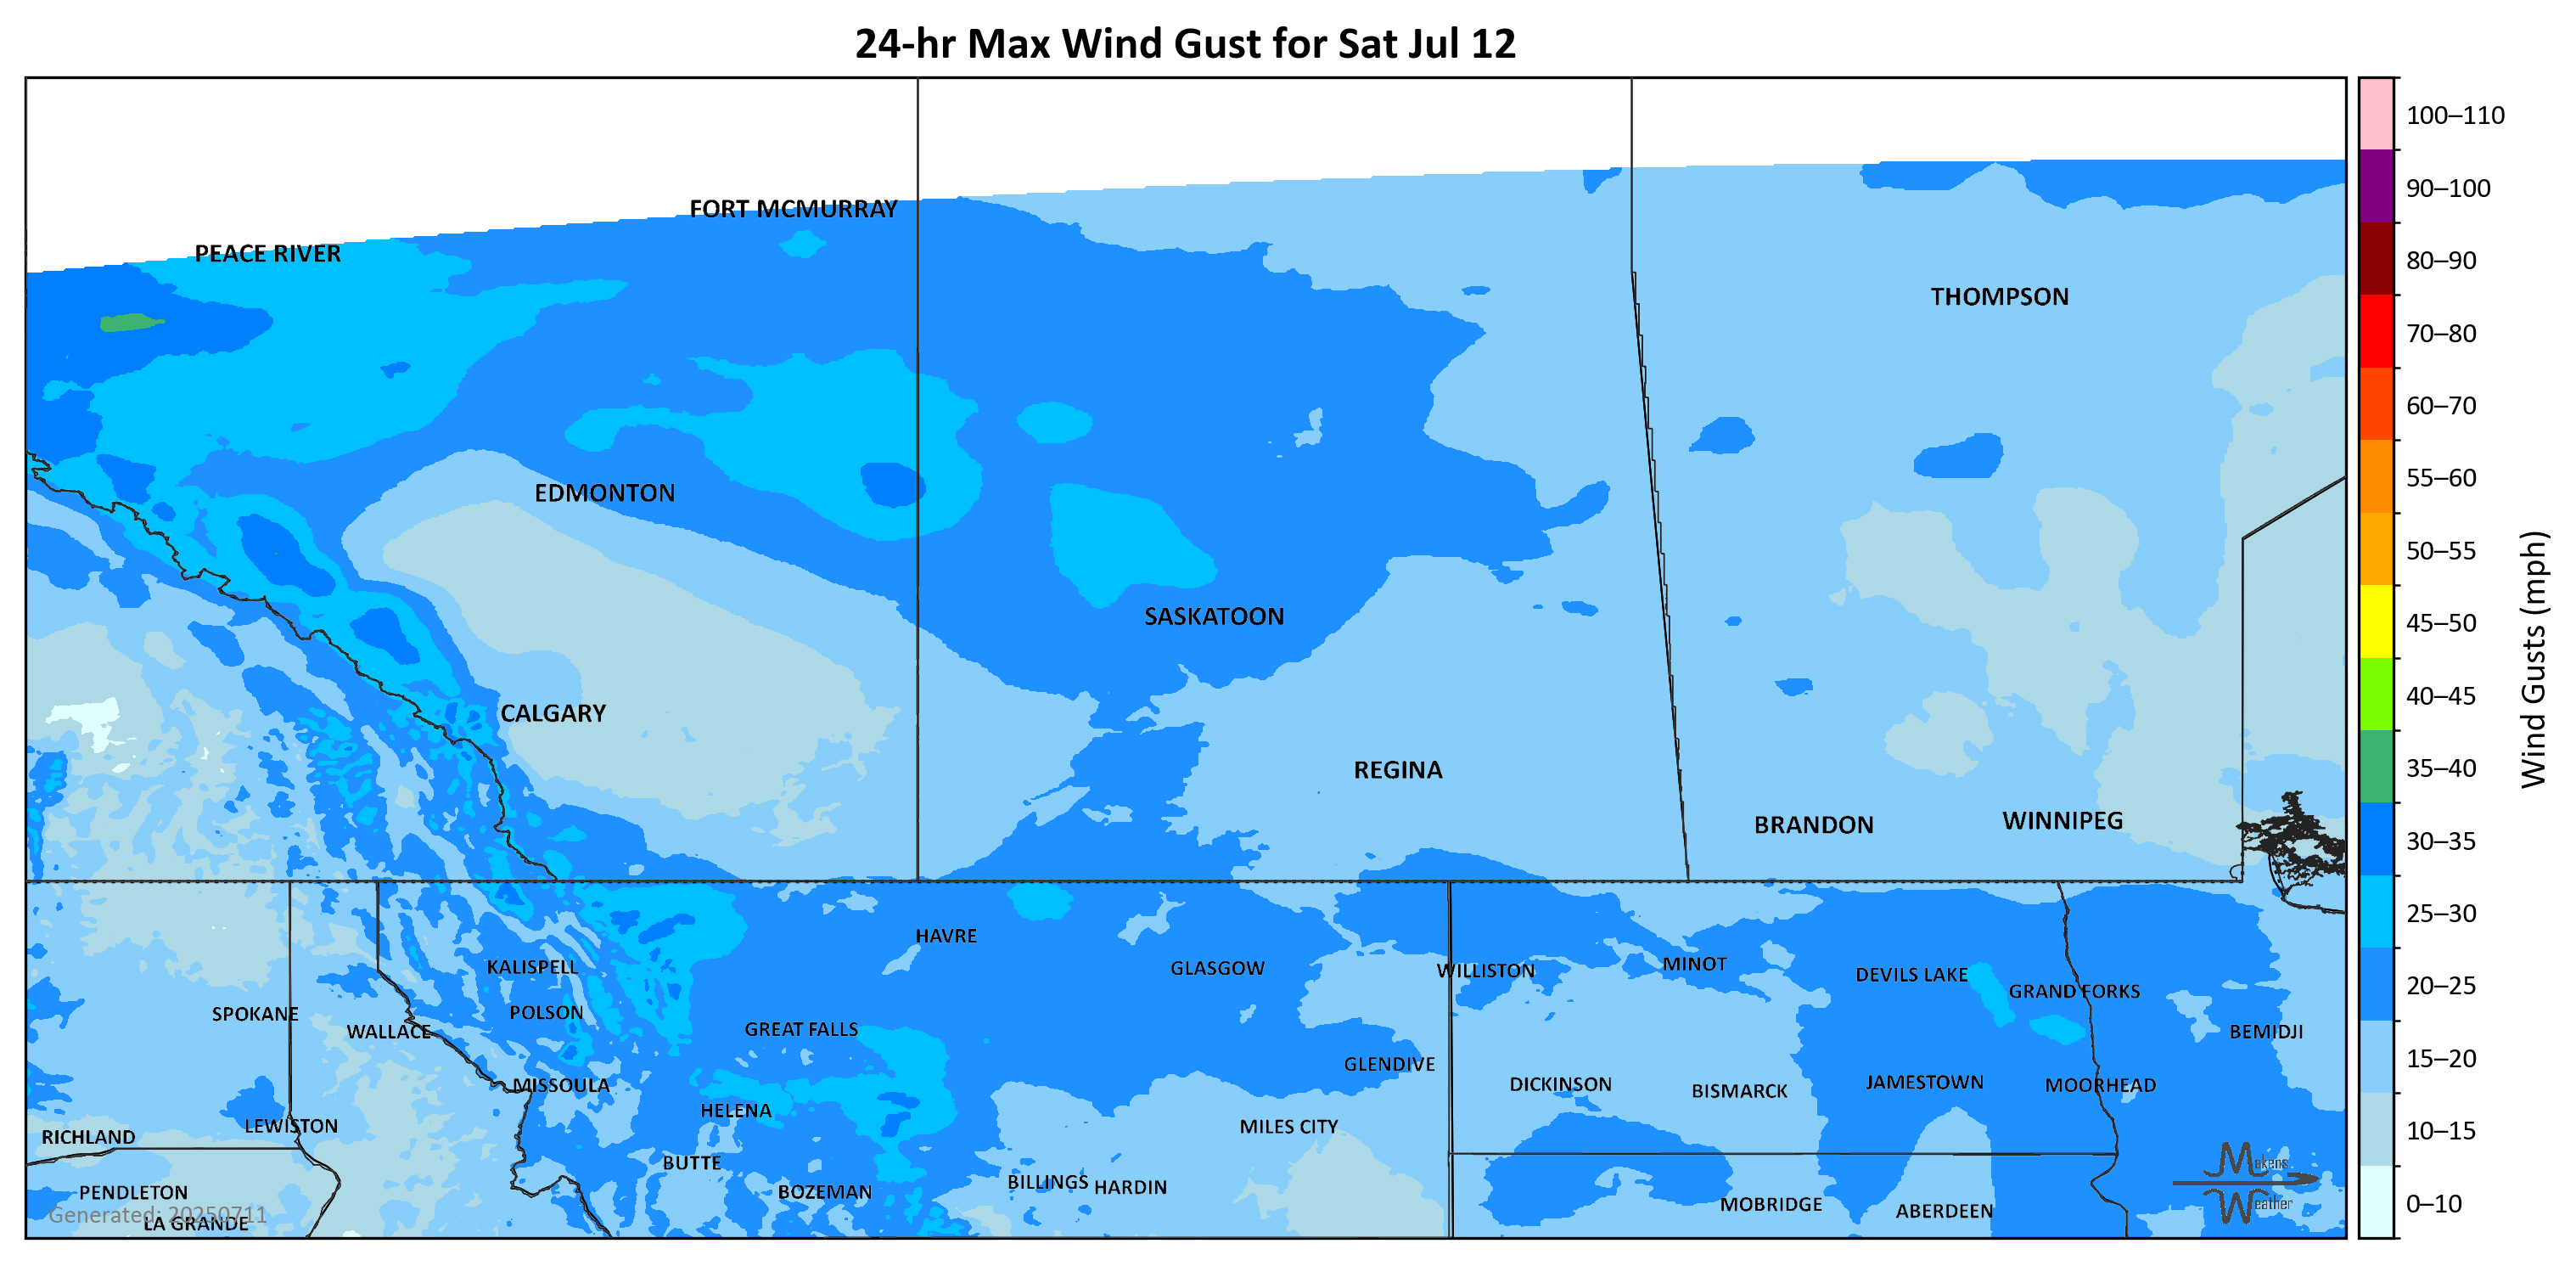 24-hr Max Wind Gust for Sat Jul 12
100–110
90–100
80–90
70–80
60–70
55–60
50–55
45–50
40–45
35–40
30–35
25–30
20–25
15–20
10–15
0–10
Wind Gusts (mph)
FORT MCMURRAY
PEACE RIVER
THOMPSON
EDMONTON
SASKATOON
CALGARY
REGINA
BRANDON
WINNIPEG
HAVRE
KALISPELL
GLASGOW
WILLISTON
MINOT
DEVILS LAKE
GRAND FORKS
SPOKANE
POLSON
WALLACE
GREAT FALLS
BEMIDJI
GLENDIVE
MISSOULA
DICKINSON
BISMARCK
JAMESTOWN
MOORHEAD
HELENA
LEWISTON
MILES CITY
RICHLAND
BUTTE
BILLINGS
HARDIN
PENDLETON
BOZEMAN
MOBRIDGE
ABERDEEN
Generated: 20250711
LA GRANDE
Makens
Weather